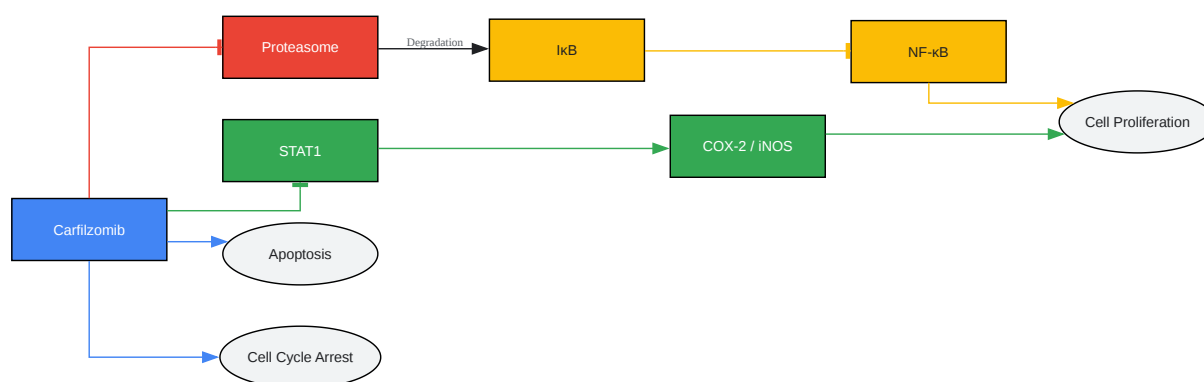 Proteasome
Degradation
IκB
NF-κB
Cell Proliferation
STAT1
COX-2 / iNOS
Carfilzomib
Apoptosis
Cell Cycle Arrest